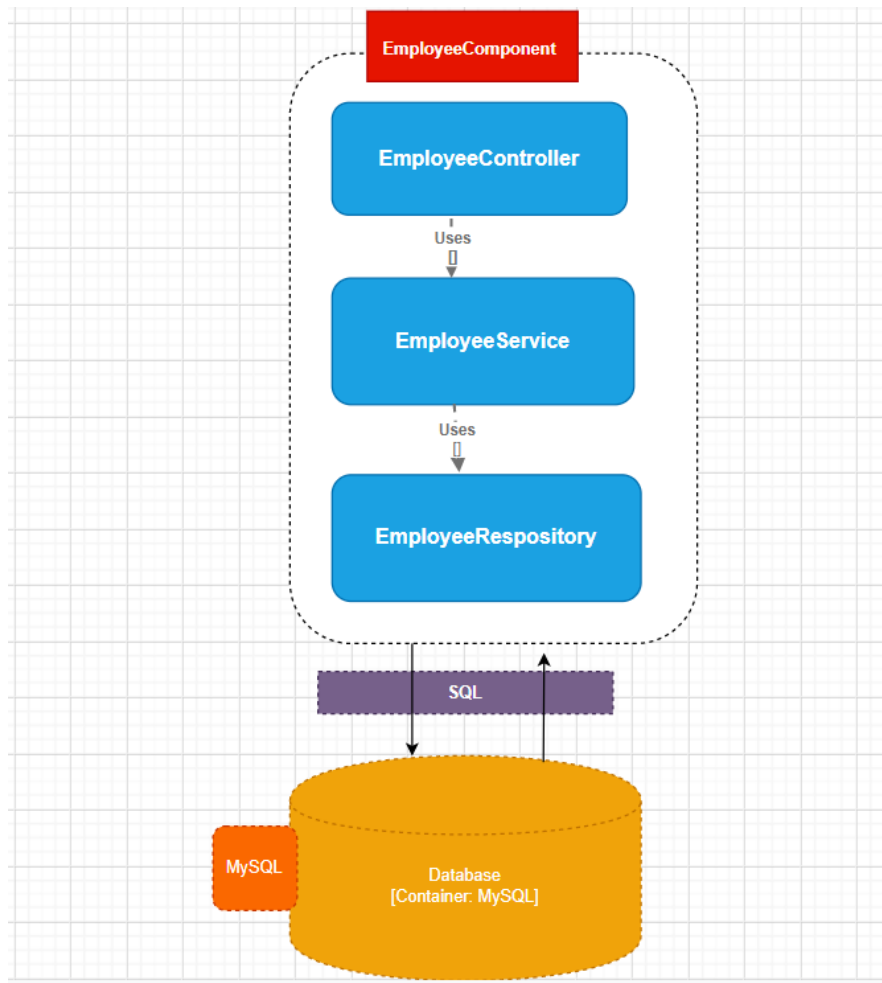 EmployeeComponent
EmployeeController
Uses
[]
EmployeeService
Uses
[]
EmployeeRespository
SQL
MySQL
Database
[Container: MySQL]